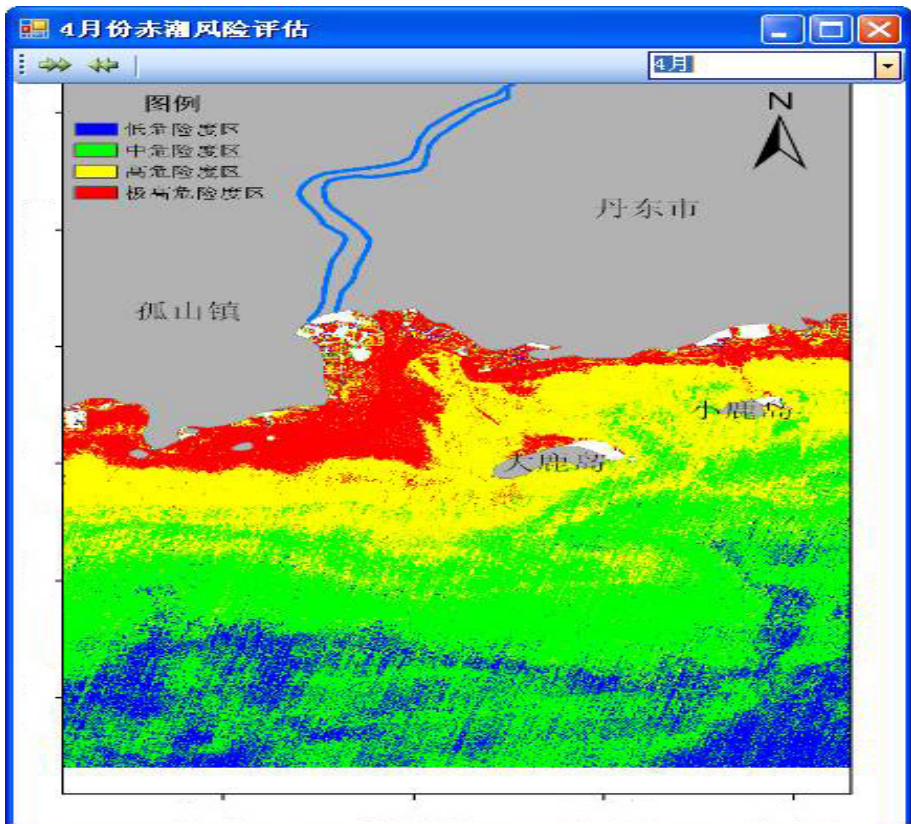 4月份赤潮风险评估
4月
图例
N
低危险度区
中危险度区
高危险度区
极高危险度区
丹东市
孤山镇
小鹿岛
大鹿岛